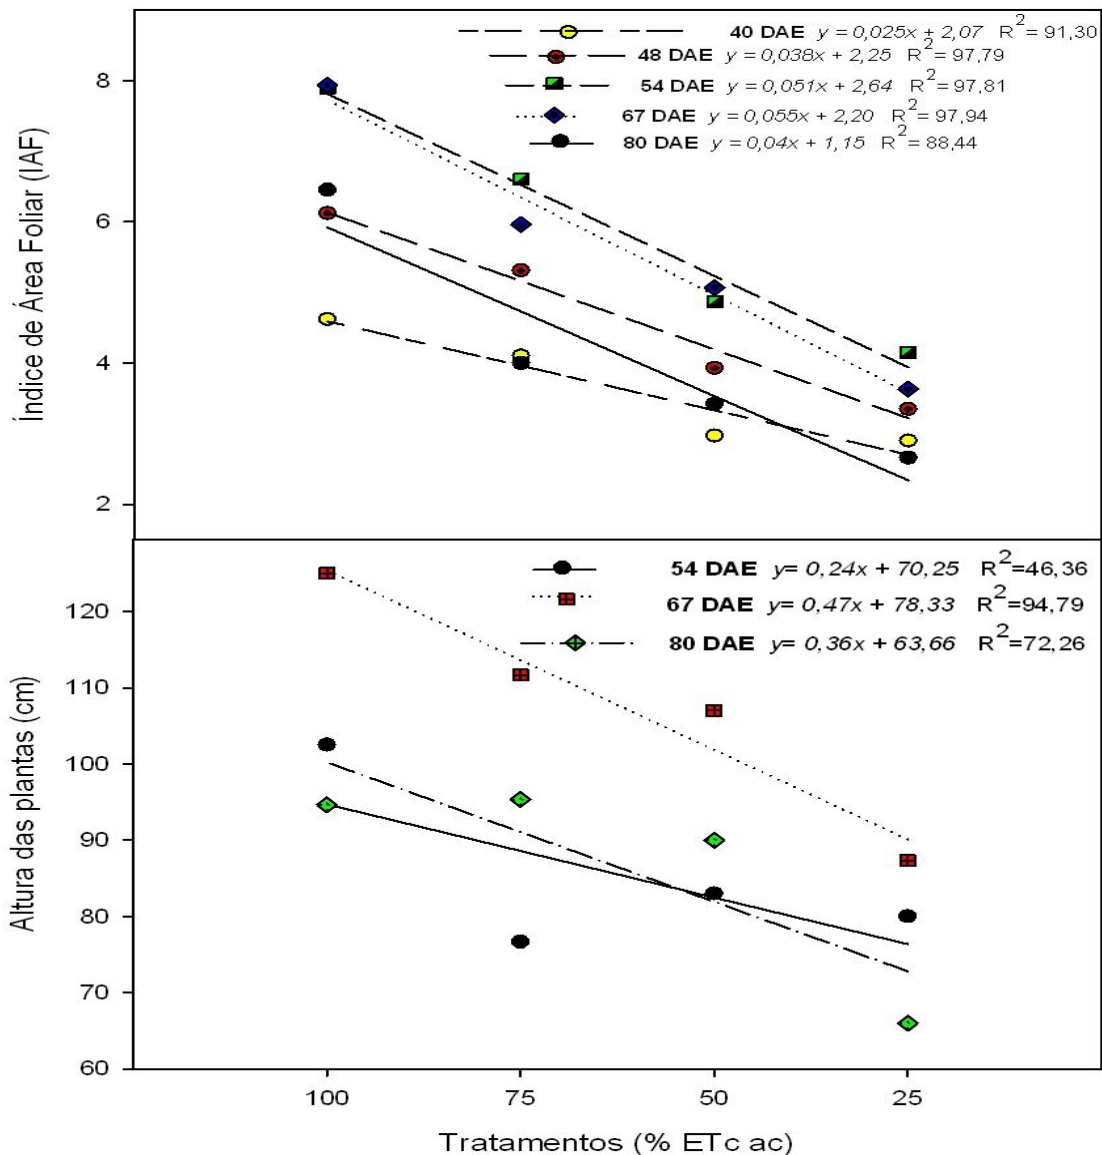 40 DAE y = 0,025x + 2,07 R2 = 91,30
48 DAE y = 0,038x + 2,25 R2 = 97,79
54 DAE y = 0,051x + 2,64 R2 = 97,81
67 DAE y = 0,055x + 2,20 R2 = 97,94
80 DAE y = 0,04x + 1,15 R2 = 88,44
Índice de Área Foliar (IAF)
8
6
4
2
54 DAE y= 0,24x + 70,25 R2=46,36
67 DAE y= 0,47x + 78,33 R2=94,79
80 DAE y= 0,36x + 63,66 R2=72,26
Altura das plantas (cm)
120
110
100
90
80
70
60
100 75 50 25
Tratamentos (% ETc ac)